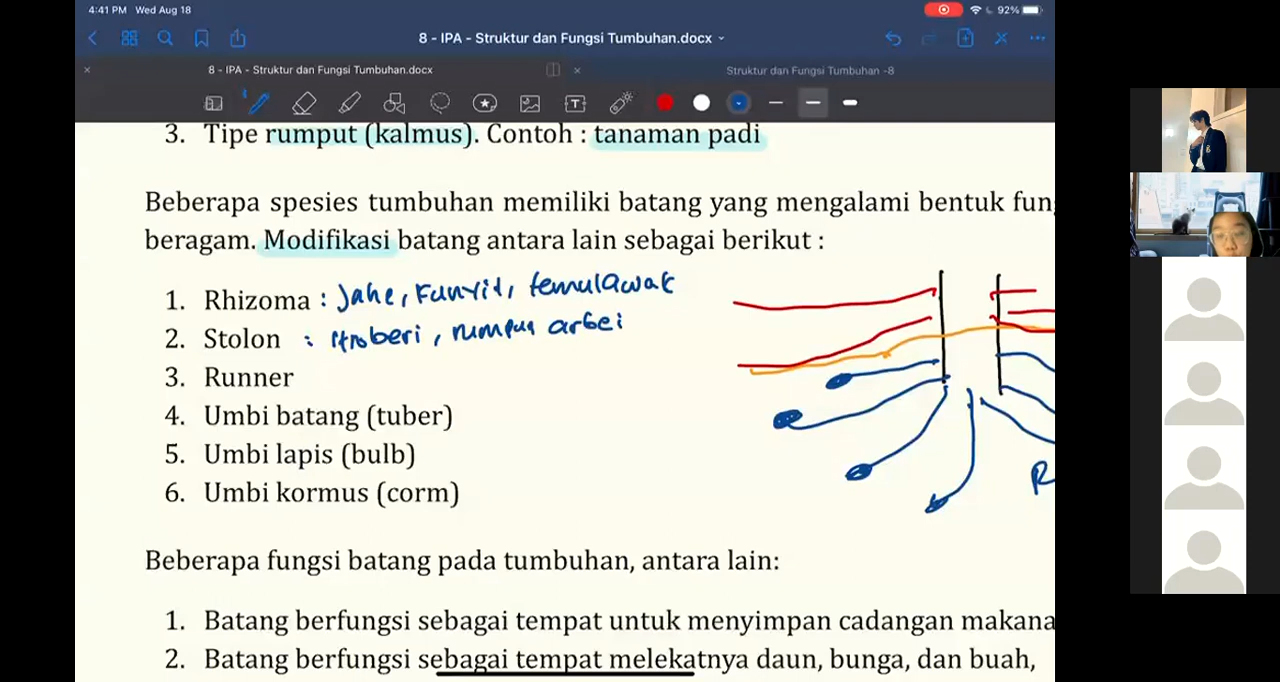 4:41 PM Wed Aug 18
92%
8 - IPA - Struktur dan Fungsi Tumbuhan.docx
8 - IPA - Struktur dan Fungsi Tumbuhan.docx
Struktur dan Fungsi Tumbuhan -8
3. Tipe rumput (kalmus). Contoh : tanaman padi
Beberapa spesies tumbuhan memiliki batang yang mengalami bentuk fun
beragam. Modifikasi batang antara lain sebagai berikut :
1. Rhizoma : Jahe, Kunyit, temulawak
2. Stolon : stroberi, rumput arbei
3. Runner
4. Umbi batang (tuber)
5. Umbi lapis (bulb)
6. Umbi kormus (corm)
R
Beberapa fungsi batang pada tumbuhan, antara lain:
1. Batang berfungsi sebagai tempat untuk menyimpan cadangan makana
2. Batang berfungsi sebagai tempat melekatnya daun, bunga, dan buah,